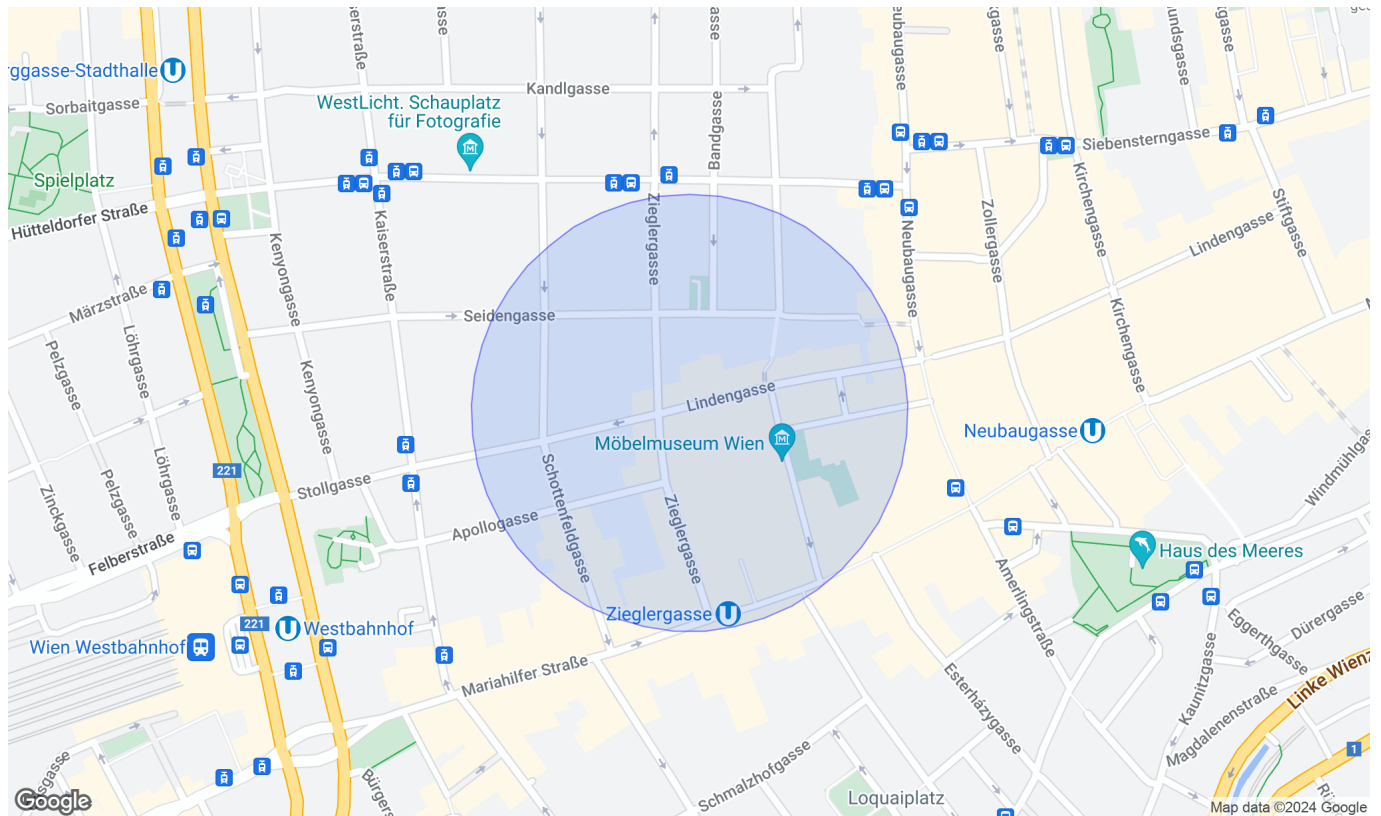 Neubaugasse
rggasse-Stadthalle
Sorbaitgasse
Kandlgasse
WestLicht. Schauplatz
für Fotografie
Bandgasse
Siebensterngasse
Spielplatz
Hütteldorfer Straße
Kaiserstraße
Zieglergasse
Neubaugasse
Zollergasse
Kirchengasse
Stiftgasse
Lindengasse
Kenyongasse
Märzstraße
Löhrgasse
Seidengasse
Pelzgasse
Kenyongasse
Kirchengasse
Lindengasse
Möbelmuseum Wien
Neubaugasse
221
Löhrgasse
Pelzgasse
Zinckgasse
Stollgasse
Schottenfeldgasse
Apollogasse
Zieglergasse
Windmühlgas
Felberstraße
Haus des Meeres
Amerlingstraße
Zieglergasse
221
Westbahnhof
Wien Westbahnhof
Eggerthgasse
Dürergasse
Mariahilfer Straße
Esterházygasse
Kaunitzgasse
Linke Wienz
Magdalenenstraße
1
Schmalzhofgasse
Bürgers
Loquaiplatz
Google
Map data ©2024 Google